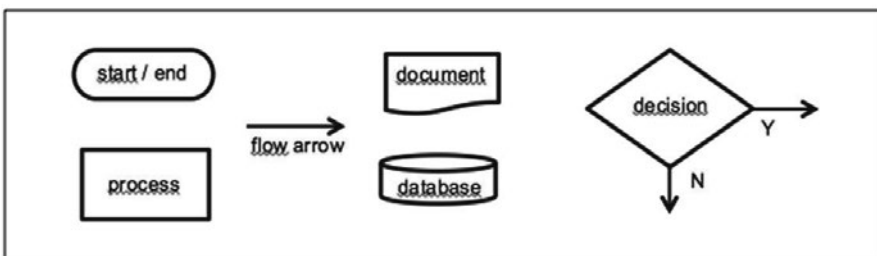 start / end
document
decision
Y
flow arrow
process
database
N